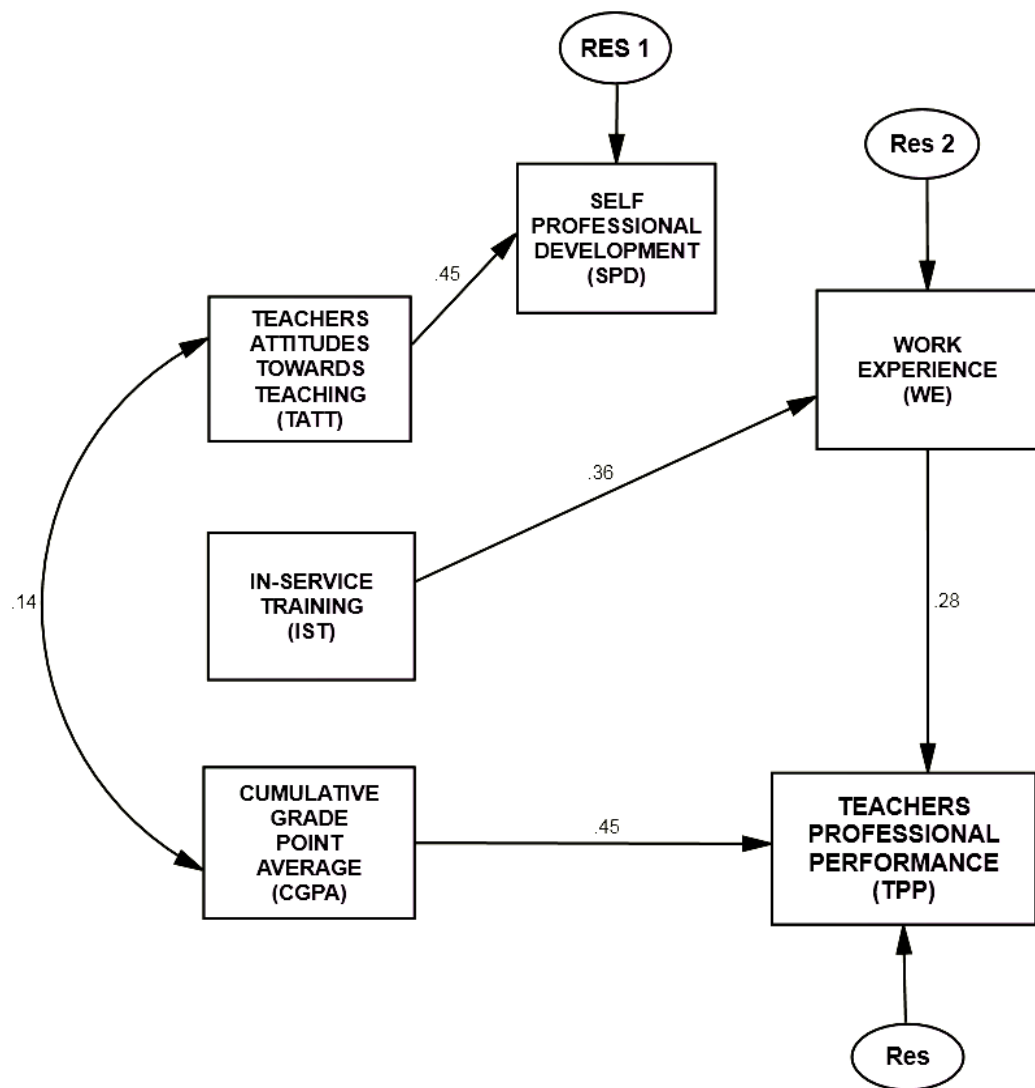 RES 1
Res 2
SELF
PROFESSIONAL
DEVELOPMENT
(SPD)
.45
TEACHERS
ATTITUDES
TOWARDS
TEACHING
(TATT)
WORK
EXPERIENCE
(WE)
.36
IN-SERVICE
TRAINING
(IST)
.14
.28
CUMULATIVE
GRADE
POINT
AVERAGE
(CGPA)
.45
TEACHERS
PROFESSIONAL
PERFORMANCE
(TPP)
Res